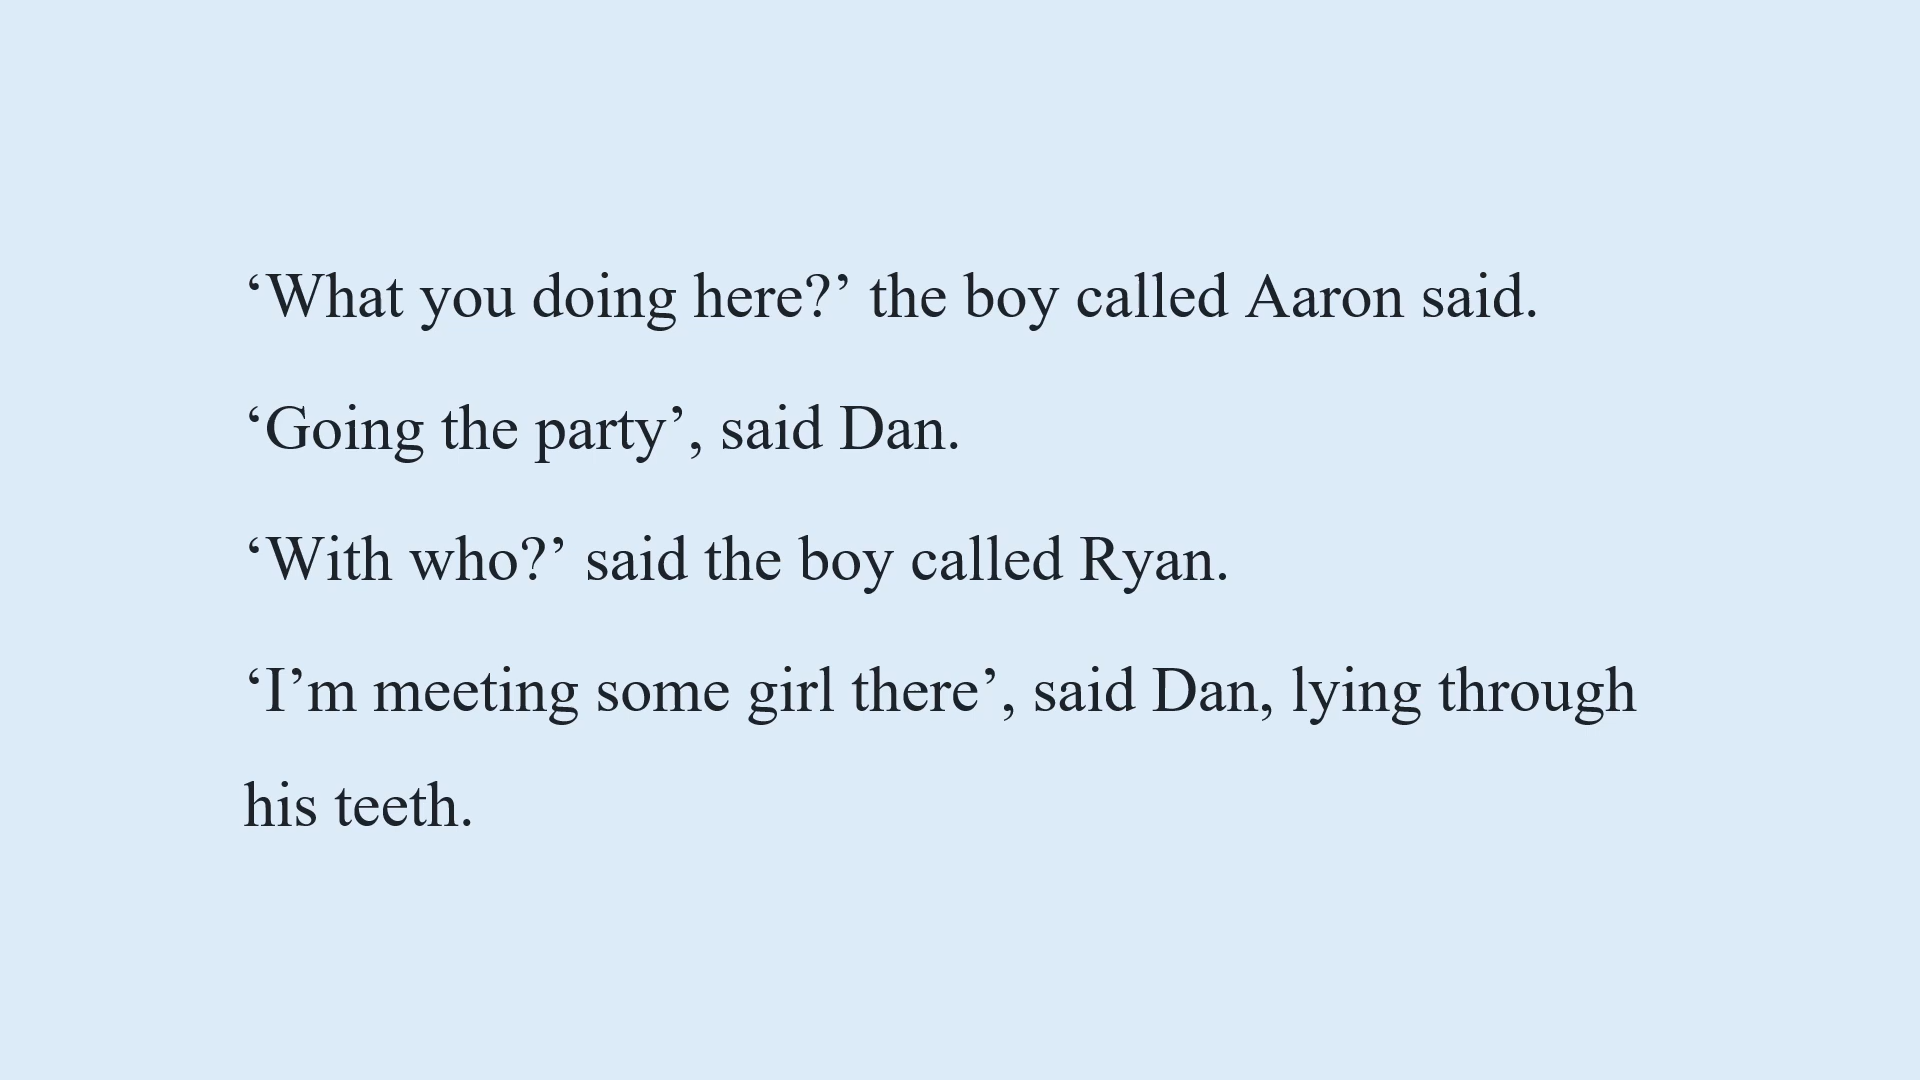 ‘What you doing here?’ the boy called Aaron said.
‘Going the party’, said Dan.
‘With who?’ said the boy called Ryan.
‘I’m meeting some girl there’, said Dan, lying through
his teeth.